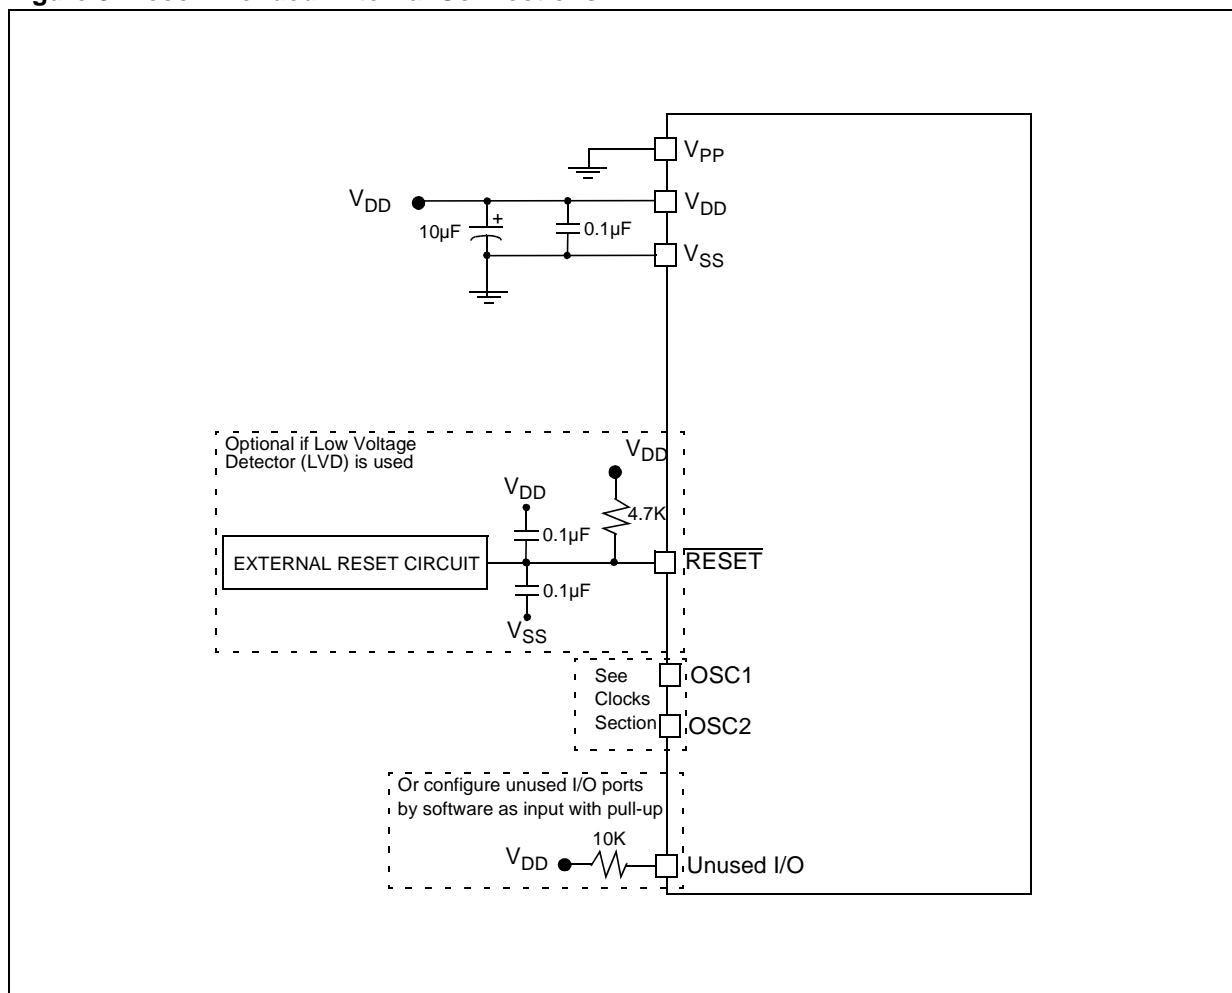 VPP
VDD
VDD
10µF
+
0.1µF
VSS
Optional if Low Voltage
Detector (LVD) is used
VDD
VDD
4.7K
0.1µF
EXTERNAL RESET CIRCUIT
RESET
0.1µF
VSS
See
Clocks
Section
OSC1
OSC2
Or configure unused I/O ports
by software as input with pull-up
10K
VDD
Unused I/O